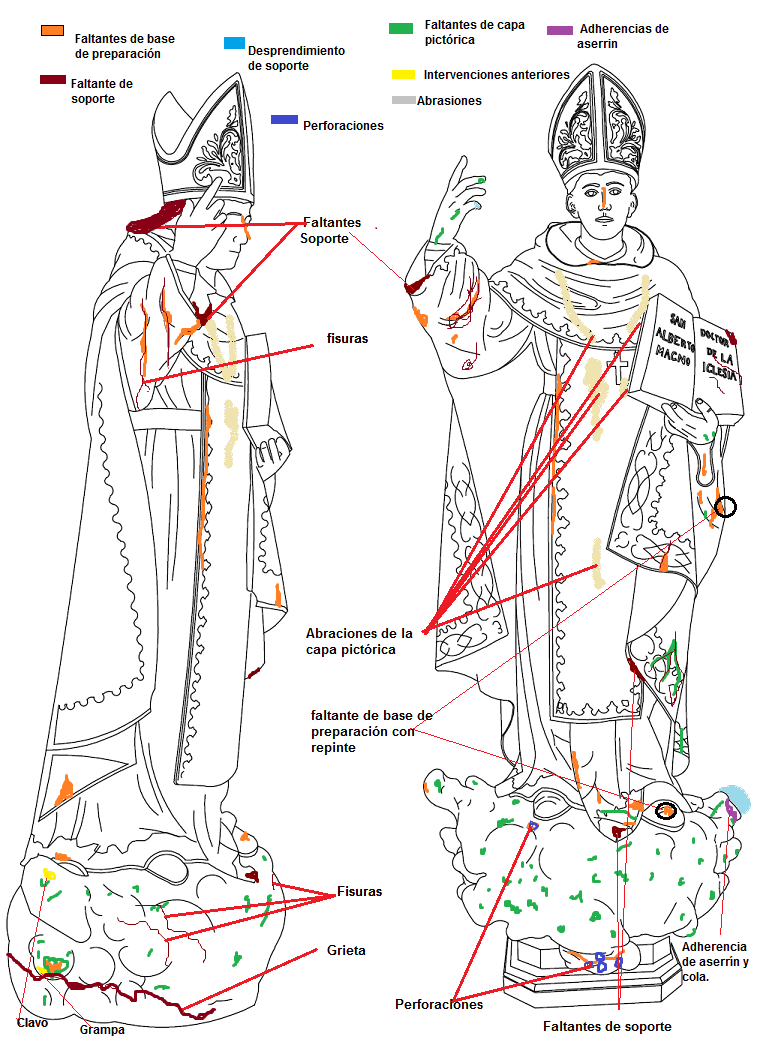 Faltantes de base
de preparación
Desprendimiento
de soporte
Faltantes de capa
pictórica
Adherencias de
aserrin
Faltante de
soporte
Intervenciones anteriores
Abrasiones
Perforaciones
Faltantes
Soporte
fisuras
SAN
ALBERTO
MAGNO
DOCTOR
DE LA
IGLESIA
Abraciones de la
capa pictórica
faltante de base de
preparación con
repinte
Fisuras
Grieta
Clavo
Grampa
Perforaciones
Adherencia
de aserrin y
cola.
Faltantes de soporte